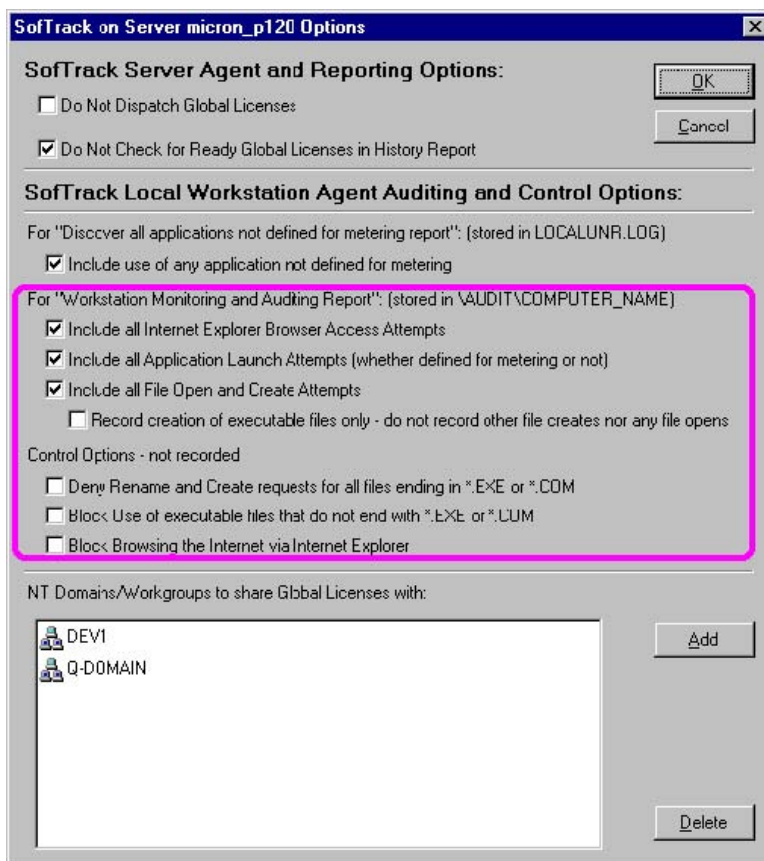 SofTrack on Server micron_p120 Options
SofTrack Server Agent and Reporting Options:
OK
Do Not Dispatch Global Licenses
Cancel
Do Not Check for Ready Global Licenses in History Report
SofTrack Local Workstation Agent Auditing and Control Options:
For "Discover all applications not defined for metering report": (stored in LOCALUNR.LOG)
Include use of any application not defined for metering
For "Workstation Monitoring and Auditing Report": (stored in \AUDIT\COMPUTER_NAME)
Include all Internet Explorer Browser Access Attempts
Include all Application Launch Attempts (whether defined for metering or not)
Include all File Open and Create Attempts
Record creation of executable files only - do not record other file creates nor any file opens
Control Options - not recorded
Deny Rename and Create requests for all files ending in *.EXE or *.COM
Block Use of executable files that do not end with *.EXE or *.COM
Block Browsing the Internet via Internet Explorer
NT Domains/Workgroups to share Global Licenses with:
DEV1
Add
Q-DOMAIN
Delete